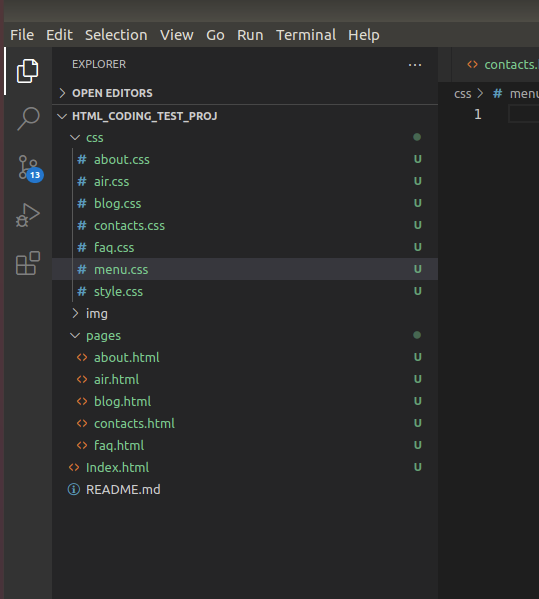 File Edit Selection View Go Run Terminal Help
EXPLORER ...
contacts.
OPEN EDITORS
css > # menu
HTML_CODING_TEST_PROJ
1
css
# about.css U
# air.css U
13
# blog.css U
# contacts.css U
# faq.css U
# menu.css U
# style.css U
> img
pages
<> about.html U
<> air.html U
<> blog.html U
<> contacts.html U
<> faq.html U
<> Index.html U
README.md